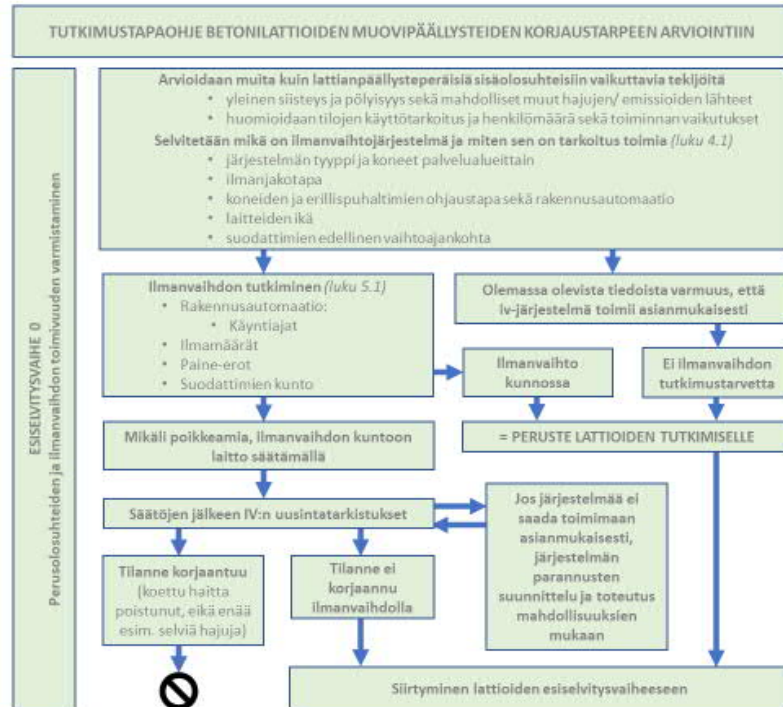 TUTKIMUSTAPAOHJE BETONILATTIOIDEN MUOVIPÄÄLLYSTEIDEN KORJAUSTARPEEN ARVIOINTIIN
ESISELVITYSVAIHE 0
Perusolosuhteiden ja ilmanvaihdon toimivuuden varmistaminen
Arvioidaan muita kuin lattianpäällysteperäisiä sisäolosuhteisiin vaikuttavia tekijöitä
• yleinen siisteys ja pölyisyys sekä mahdolliset muut hajujen/ emissioiden lähteet
• huomioidaan tilojen käyttötarkoitus ja henkilömäärä sekä toiminnan vaikutukset
Selvitetään mikä on ilmanvaihtojärjestelmä ja miten sen on tarkoitus toimia (luku 4.1)
• järjestelmän tyyppi ja koneet palvelualueittain
• ilmanjakotapa
• koneiden ja erillispuhaltimien ohjaustapa sekä rakennusautomaatio
• laitteiden ikä
• suodattimien edellinen vaihtoajankohta
Ilmanvaihdon tutkiminen (luku 5.1)
• Rakennusautomaatio:
• Käyntiajat
• Ilmamäärät
• Paine-erot
• Suodattimien kunto
Olemassa olevista tiedoista varmuus, että
iv-järjestelmä toimii asianmukaisesti
Ilmanvaihto
kunnossa
Ei ilmanvaihdon
tutkimustarvetta
Mikäli poikkeamia, ilmanvaihdon kuntoon
laitto säätämällä
= PERUSTE LATTIOIDEN TUTKIMISELLE
Säätöjen jälkeen IV:n uusintatarkistukset
Jos järjestelmää ei
saada toimimaan
asianmukaisesti,
järjestelmän
parannusten
suunnittelu ja toteutus
mahdollisuuksien
mukaan
Tilanne korjaantuu
(koettu haitta
poistunut, eikä enää
esim. selviä hajuja)
Tilanne ei
korjaannu
ilmanvaihdolla
Siirtyminen lattioiden esiselvitysvaiheeseen